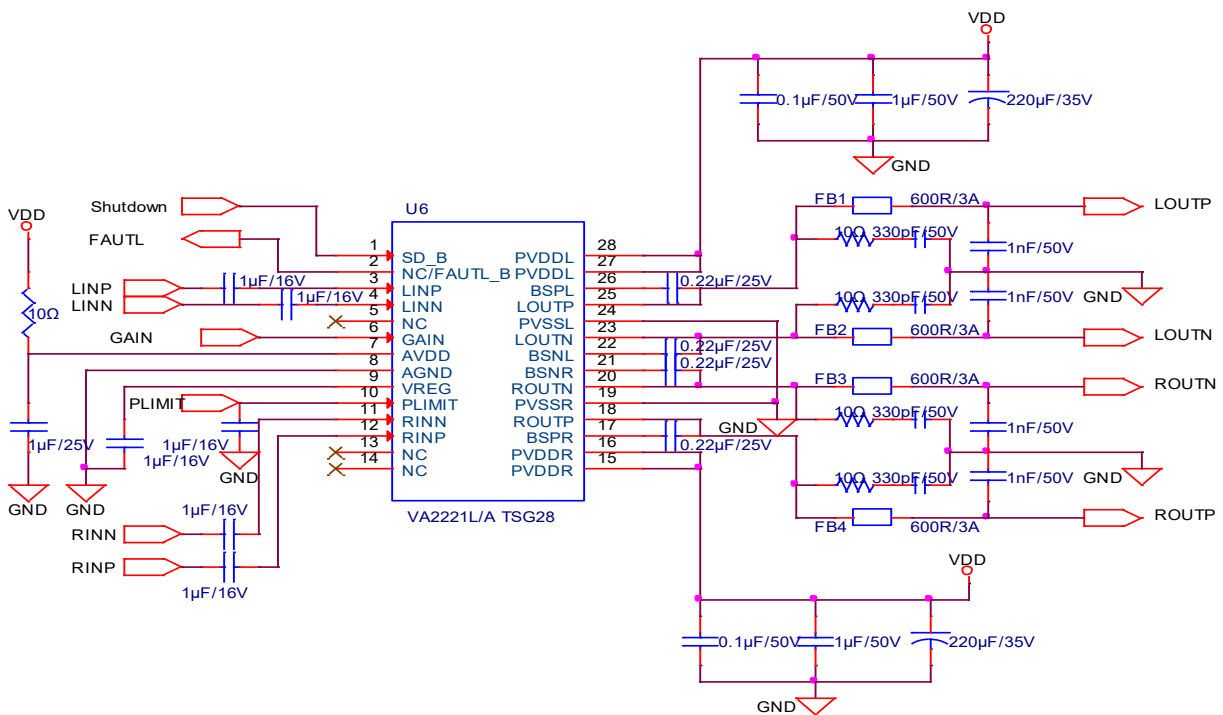 VDD
0.1µF/50V
1µF/50V
220µF/35V
GND
Shutdown
FAUTL
LINP
LINN
1µF/16V
1µF/16V
GAIN
VDD
10Ω
1µF/25V
GND
GND
PLIMIT
1µF/16V
1µF/16V
GND
RINN
1µF/16V
RINP
1µF/16V
U6
1 SD_B
2 NC/FAUTL_B
3 LINP
4 LINN
5 NC
6 GAIN
7 AVDD
8 AGND
9 VREG
10 PLIMIT
11 RINN
12 RINP
13 NC
14 NC
28 PVDDL
27 PVDDL
26 BSPL
25 LOUTP
24 PVSSL
23 LOUTN
22 BSNL
21 BSNR
20 ROUTN
19 PVSSR
18 ROUTP
17 BSPR
16 PVDDR
15 PVDDR
VA2221L/A TSG28
0.22µF/25V
0.22µF/25V
0.22µF/25V
0.22µF/25V
GND
FB1 600R/3A LOUTP
10Ω 330pF/50V
1nF/50V
GND
10Ω 330pF/50V
1nF/50V
FB2 600R/3A LOUTN
FB3 600R/3A ROUTN
10Ω 330pF/50V
1nF/50V
GND
10Ω 330pF/50V
1nF/50V
FB4 600R/3A ROUTP
VDD
0.1µF/50V
1µF/50V
220µF/35V
GND